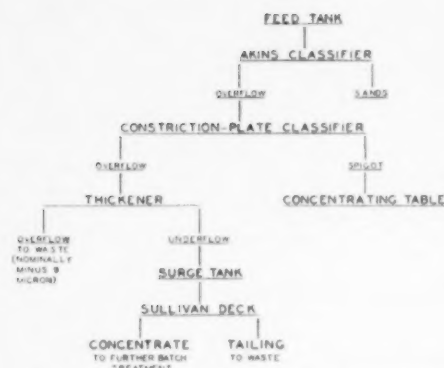 FEED TANK
AKINS CLASSIFIER
OVERFLOW SANDS
CONSTRICTION-PLATE CLASSIFIER
OVERFLOW SPIGOT
THICKENER CONCENTRATING TABLE
OVERFLOW UNDERFLOW
TO WASTE
(NOMINALLY
MINUS 8
MICRON)
SURGE TANK
SULLIVAN DECK
CONCENTRATE TAILING
TO FURTHER BATCH TO WASTE
TREATMENT